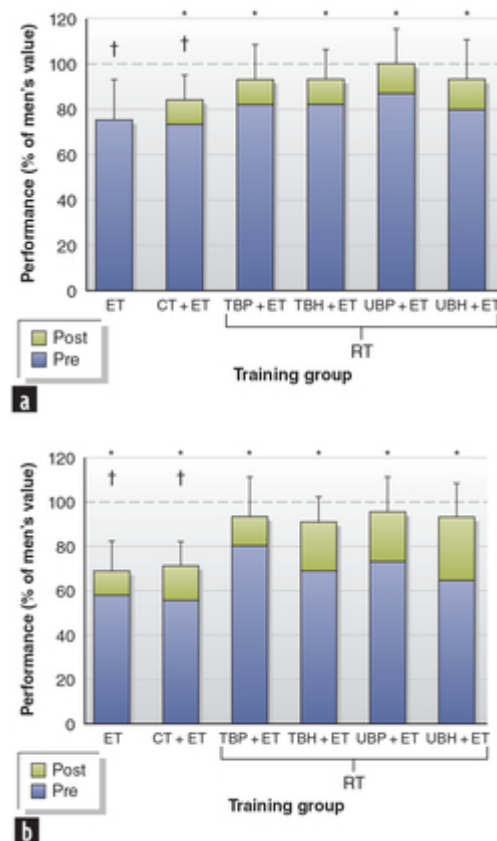 * * * * *
† †
120
100
80
60
40
20
0
Performance (% of men's value)
ET CT + ET TBP + ET TBH + ET UBP + ET UBH + ET
RT
Post
Pre
Training group
a
* * * * * *
† †
120
100
80
60
40
20
0
Performance (% of men's value)
ET CT + ET TBP + ET TBH + ET UBP + ET UBH + ET
RT
Post
Pre
Training group
b